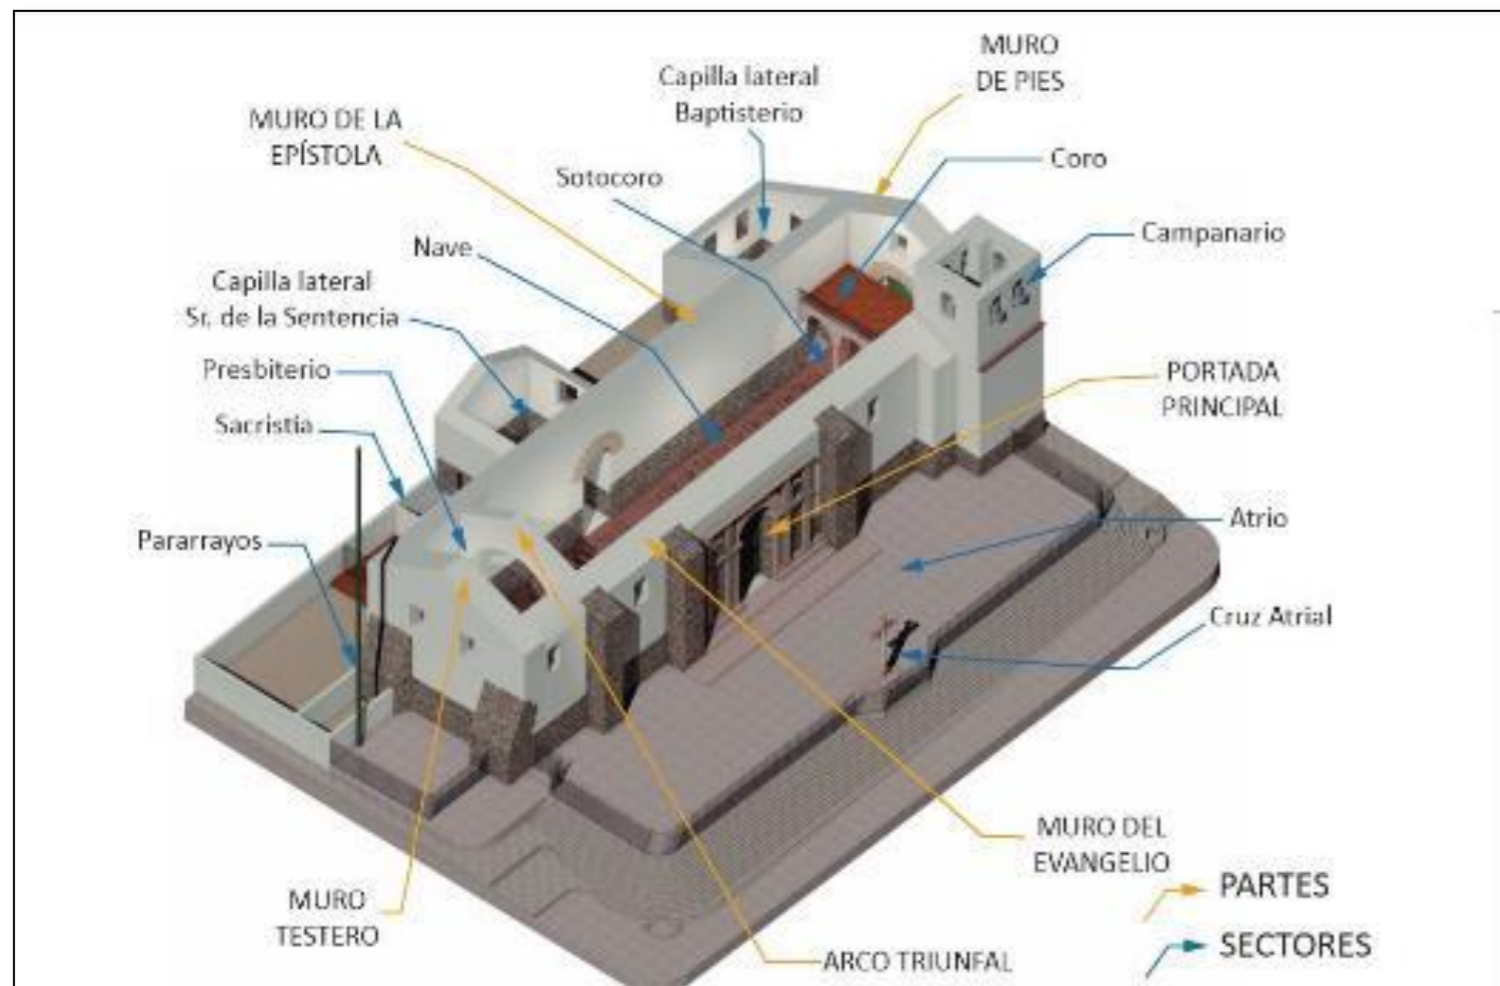 MURO
DE PIES
Capilla lateral
Baptisterio
MURO DE LA
EPÍSTOLA
Coro
Sotocoro
Campanario
Nave
Capilla lateral
Sr. de la Sentencia
Presbiterio
PORTADA
PRINCIPAL
Sacristia
Atrio
Pararrayos
Cruz Atrial
MURO DEL
EVANGELIO
PARTES
MURO
TESTERO
SECTORES
ARCO TRIUNFAL